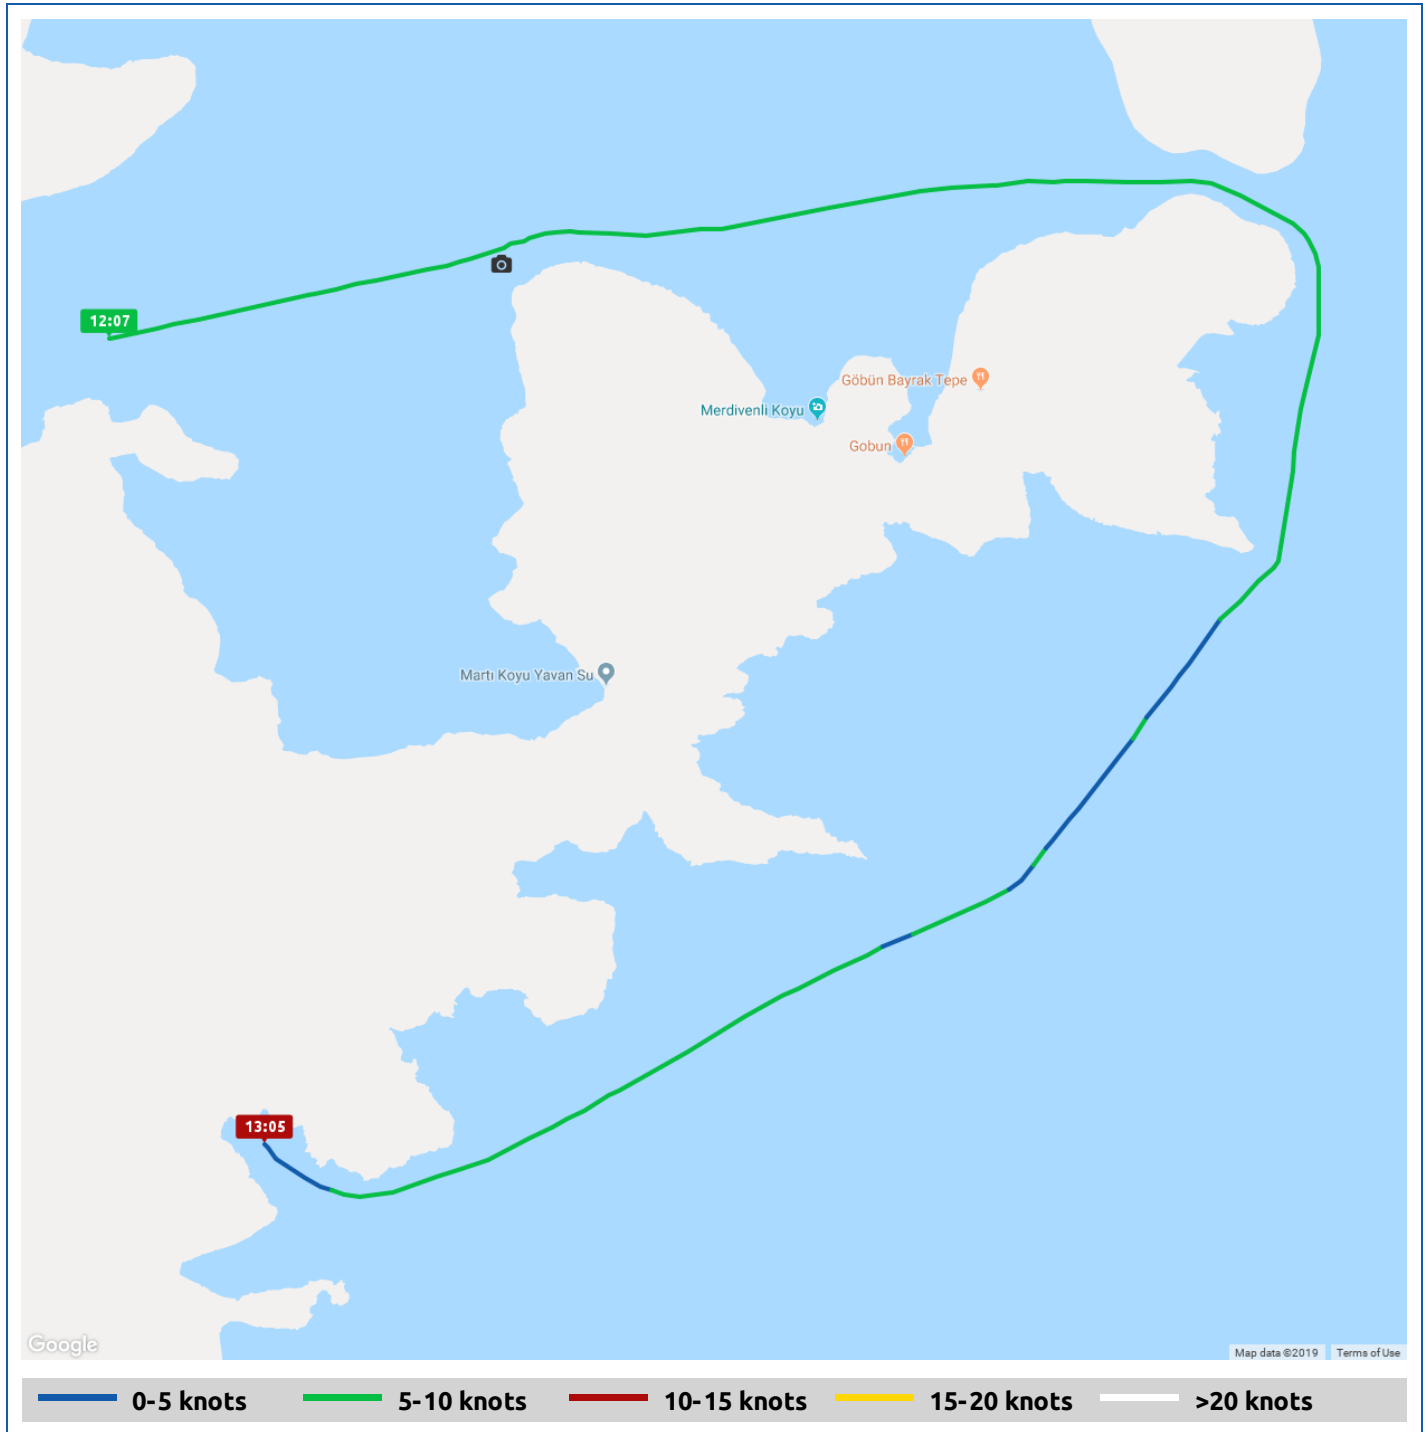 12:07
Göbün Bayrak Tepe
Merdivenli Koyu
Gobun
Martı Koyu Yavan Su
13:05
Google
Map data ©2019 Terms of Use
0-5 knots 5-10 knots 10-15 knots 15-20 knots >20 knots